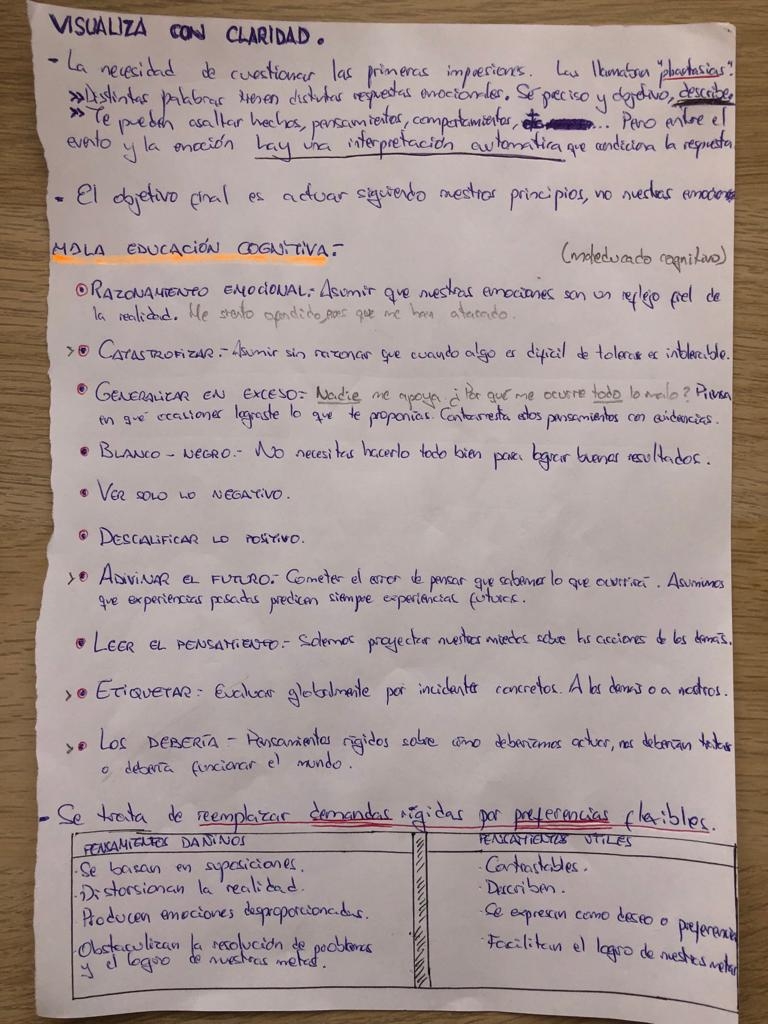 VISUALIZA CON CLARIDAD.
- La necesidad de cuestionar las primeras impresiones. Los llamaban "phantasias".
» Distintas palabras tienen distintas respuestas emocionales. Sé preciso y objetivo, describe.
» Te pueden asaltar hechos, pensamientos, comportamientos, ... Pero entre el
evento y la emoción hay una interpretación automática que condiciona la respuesta
- El objetivo final es actuar siguiendo nuestros principios, no nuestras emociones
MALA EDUCACIÓN COGNITIVA:-
(maleducado cognitivo)
RAZONAMIENTO EMOCIONAL:- Asumir que nuestras emociones son un reflejo fiel de
la realidad. Me siento ofendido, pues que me han atacado.
> CATASTROFIZAR.- Asumir sin razonar que cuando algo es difícil de tolerar es intolerable.
GENERALIZAR EN EXCESO:- Nadie me apoya. ¿Por qué me ocurre todo lo malo? Piensa
en qué ocasiones lograste lo que te proponías. Contrarresta estos pensamientos con evidencias.
BLANCO - NEGRO.- No necesitas hacerlo todo bien para lograr buenos resultados.
VER SOLO LO NEGATIVO.
DESCALIFICAR LO POSITIVO.
> ADIVINAR EL FUTURO:- Cometer el error de pensar que sabemos lo que ocurrirá. Asumimos
que experiencias pasadas predicen siempre experiencias futuras.
LEER EL PENSAMIENTO:- Solemos proyectar nuestros miedos sobre las acciones de los demás.
> ETIQUETAR:- Evaluar globalmente por incidentes concretos. A los demás o a nosotros.
> LOS DEBERÍA - Pensamientos rígidos sobre cómo deberíamos actuar, nos deberían tratar
o debería funcionar el mundo.
- Se trata de reemplazar demandas rígidas por preferencias flexibles.
PENSAMIENTOS DAÑINOS
· Se basan en suposiciones.
· Distorsionan la realidad.
· Producen emociones desproporcionadas.
· Obstaculizan la resolución de problemas
y el logro de nuestras metas.
PENSAMIENTOS ÚTILES
· Contrastables.
· Describen.
· Se expresan como deseo o preferencia
· Facilitan el logro de nuestras metas